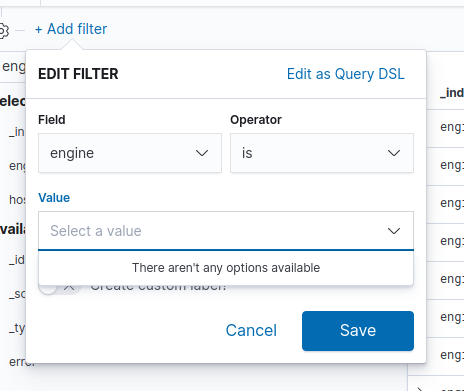 + Add filter
eng
EDIT FILTER
Edit as Query DSL
Field
Operator
engine
is
Value
Select a value
There aren't any options available
Create custom label?
Cancel
Save
elec
_in
eng
hos
vaila
_id
_sc
_ty
error
_ind
engi
engi
engi
engi
engi
engi
engi